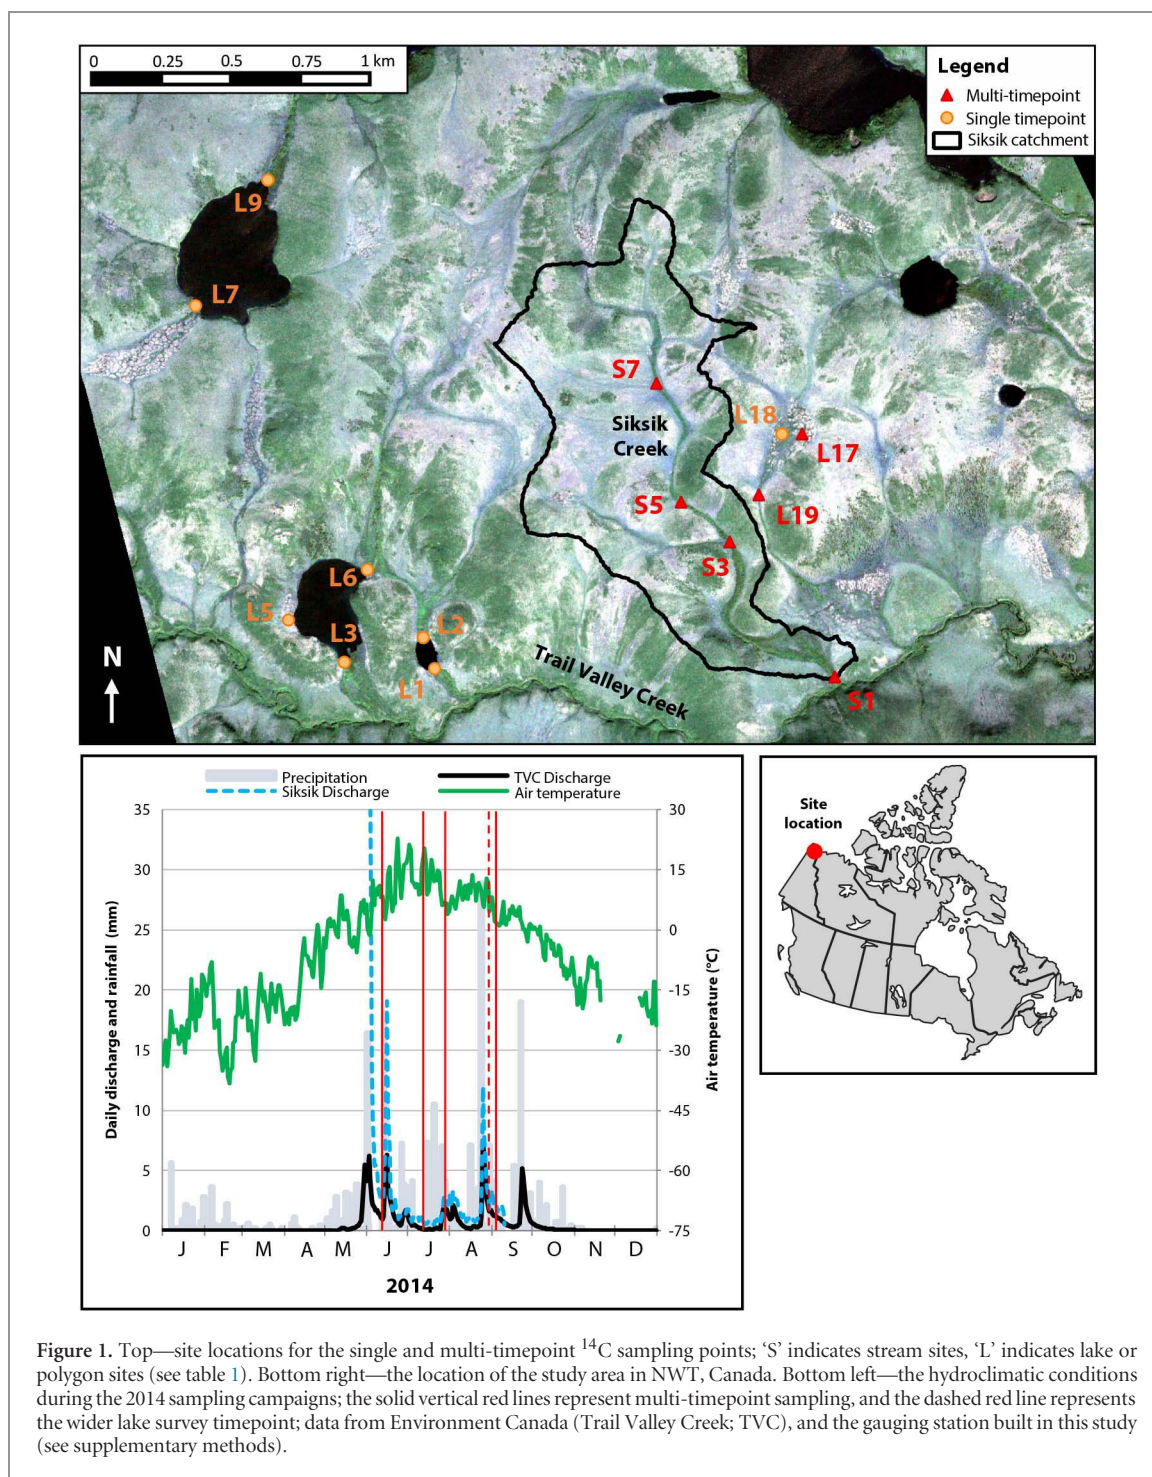 0 0.25 0.5 0.75 1 km
Legend
Multi-timepoint
Single timepoint
Siksik catchment
L9
L7
S7
Siksik
Creek
L18
L17
S5
L19
S3
L6
L5
L3
L2
L1
N
Trail Valley Creek
S1
Precipitation
TVC Discharge
Siksik Discharge
Air temperature
Daily discharge and rainfall (mm)
35
30
25
20
15
10
5
0
30
15
0
-15
-30
-45
-60
-75
Air temperature (°C)
J F M A M J J A S O N D
2014
Site
location
Figure 1. Top—site locations for the single and multi-timepoint ¹⁴C sampling points; ‘S’ indicates stream sites, ‘L’ indicates lake or
polygon sites (see table 1). Bottom right—the location of the study area in NWT, Canada. Bottom left—the hydroclimatic conditions
during the 2014 sampling campaigns; the solid vertical red lines represent multi-timepoint sampling, and the dashed red line represents
the wider lake survey timepoint; data from Environment Canada (Trail Valley Creek; TVC), and the gauging station built in this study
(see supplementary methods).